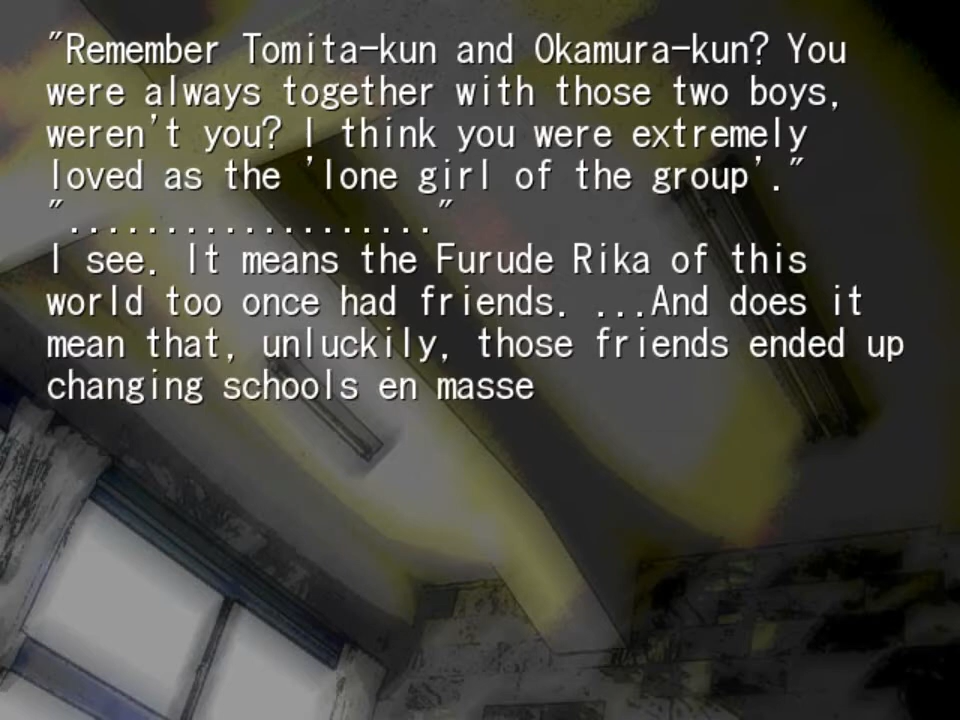 "Remember Tomita-kun and Okamura-kun? You
were always together with those two boys,
weren't you? I think you were extremely
loved as the 'lone girl of the group'."
"..................."
I see. It means the Furude Rika of this
world too once had friends. ...And does it
mean that, unluckily, those friends ended up
changing schools en masse